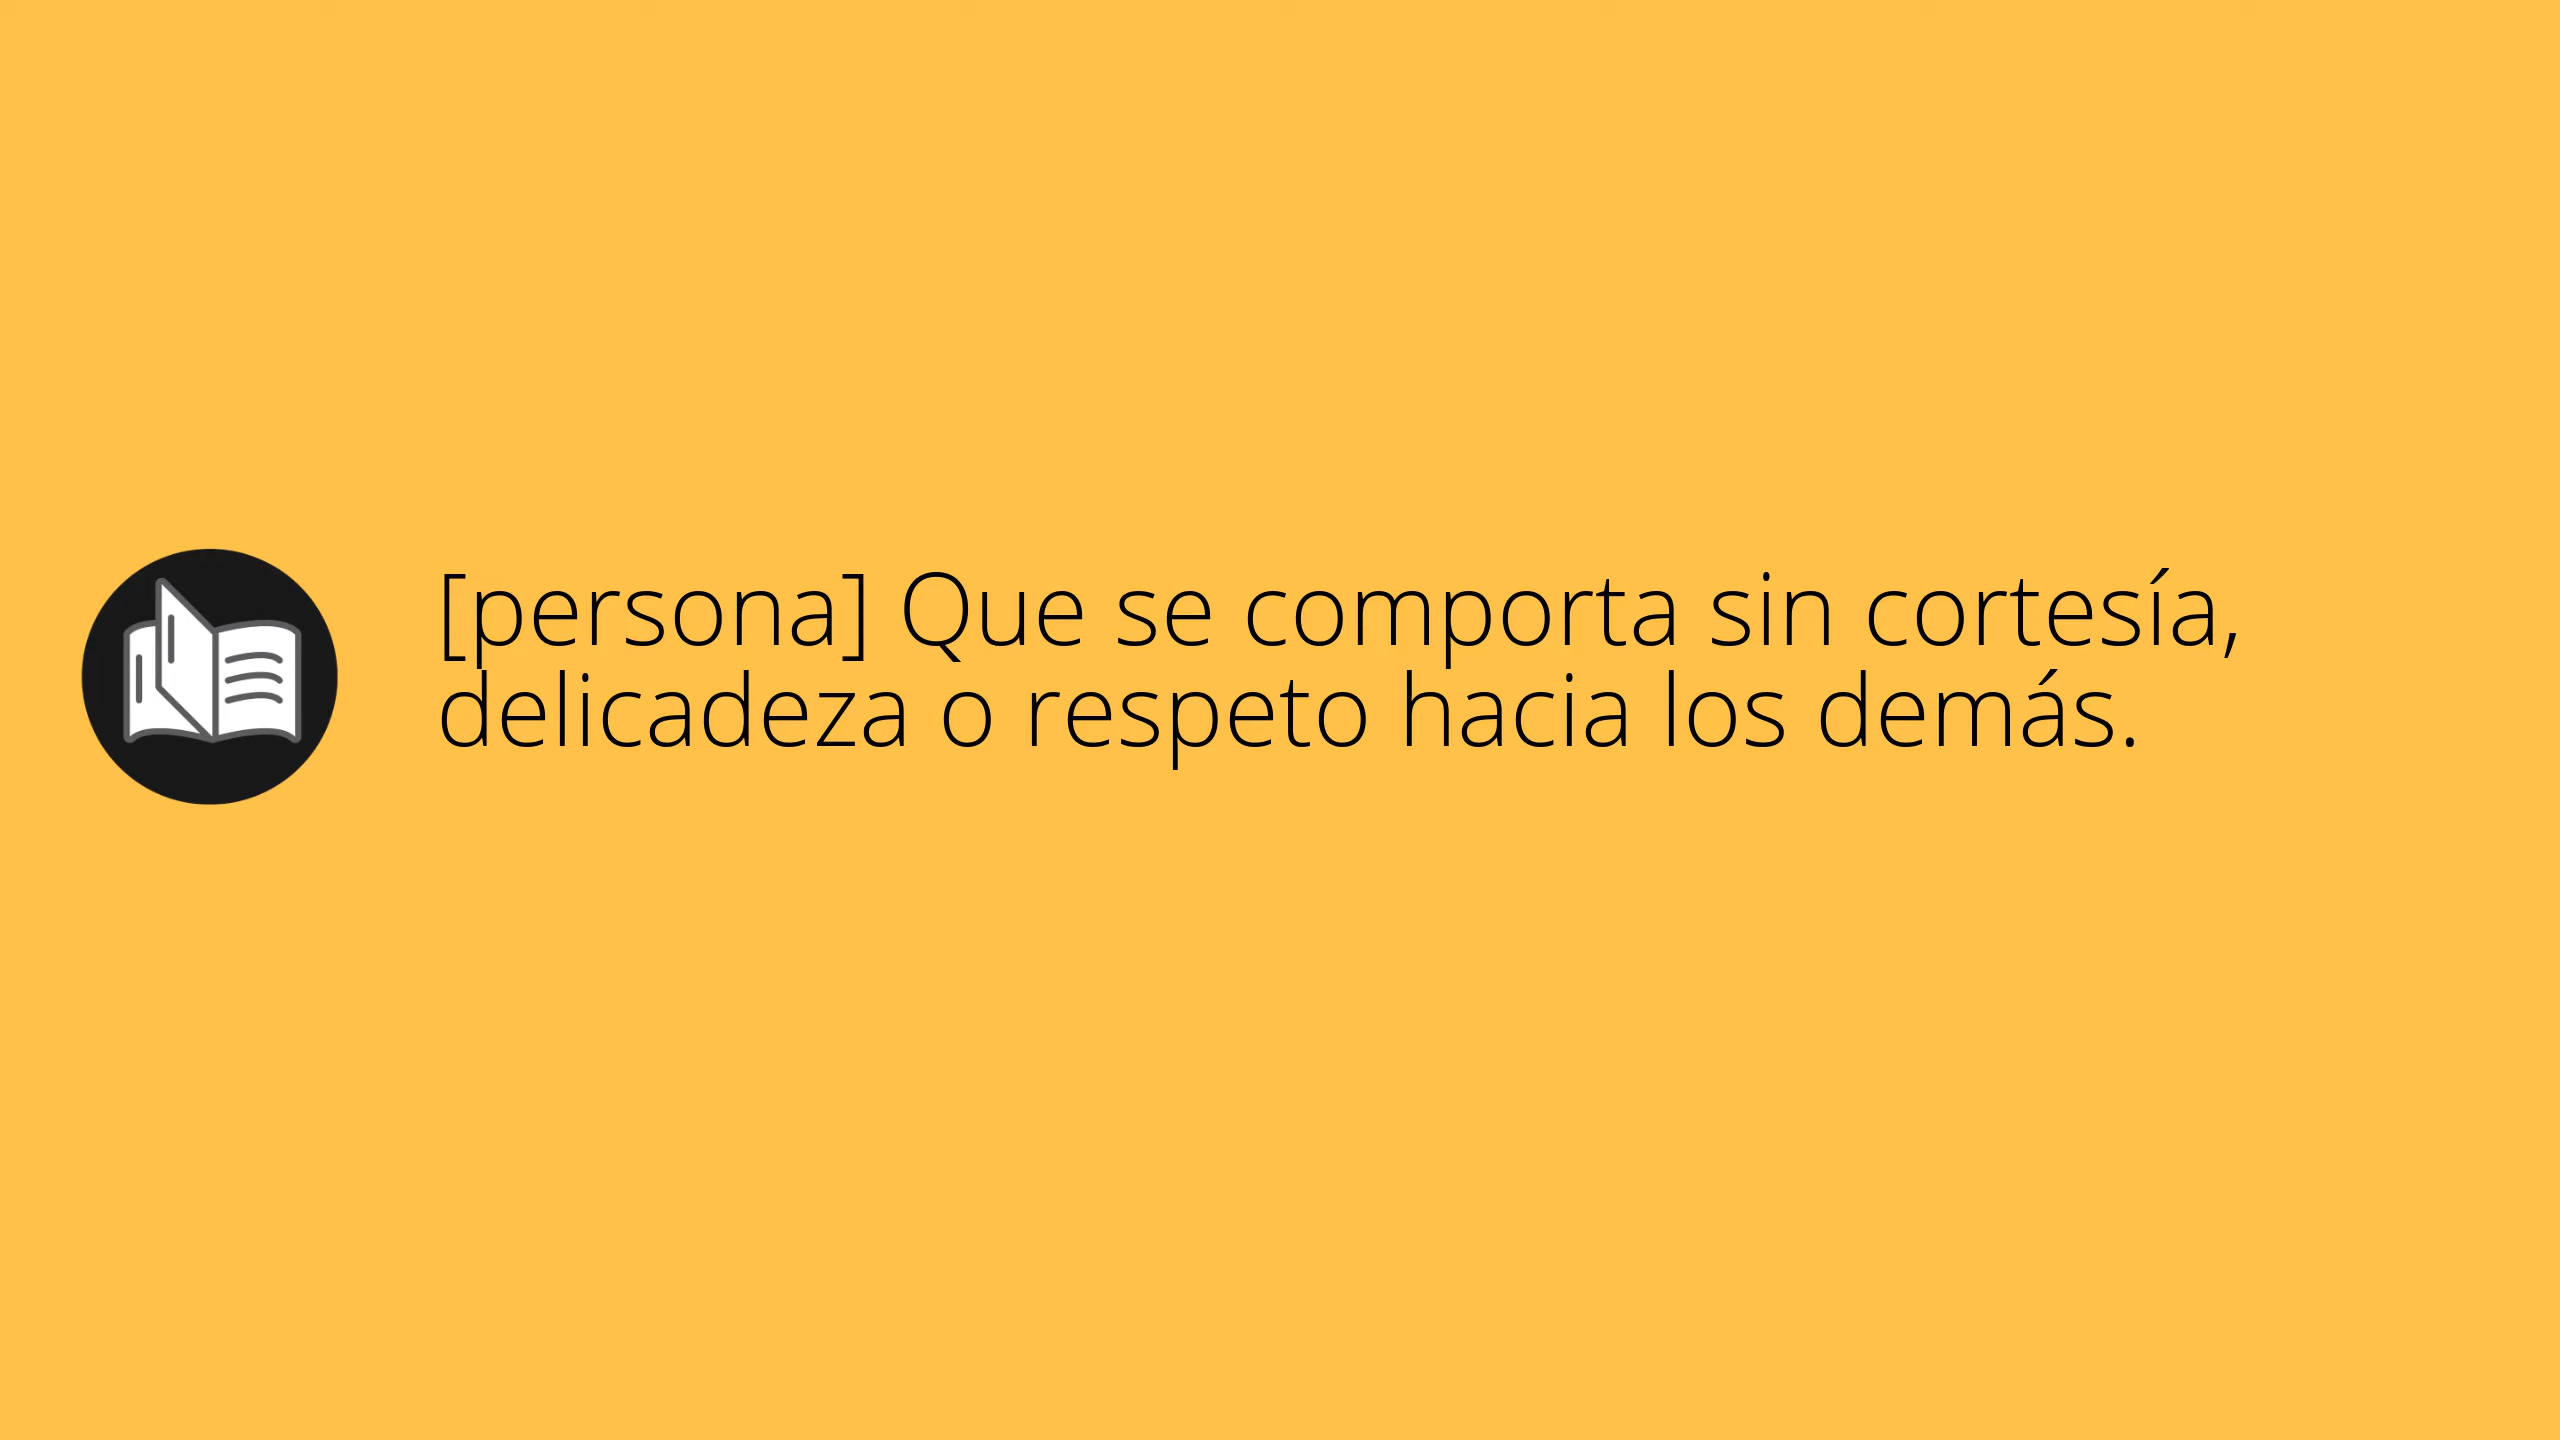 [persona] Que se comporta sin cortesía,
delicadeza o respeto hacia los demás.